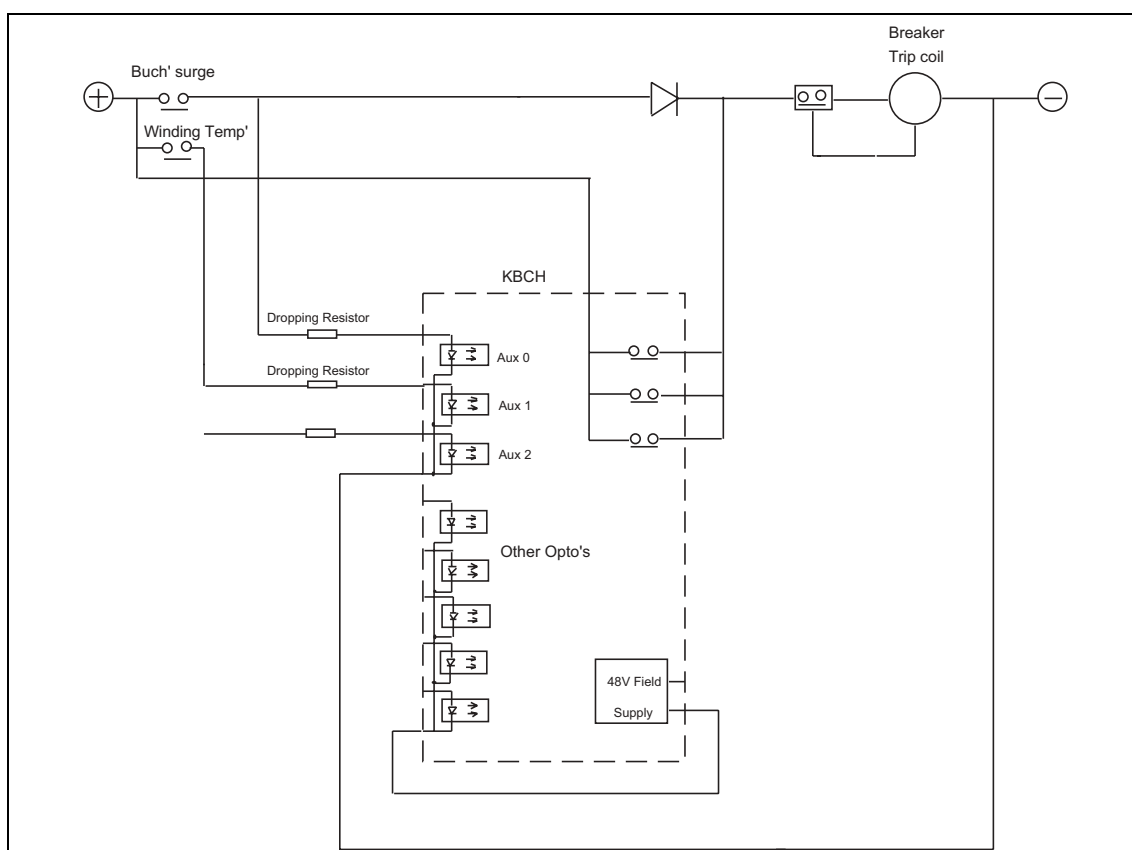 Breaker
Trip coil
Buch' surge
Winding Temp'
KBCH
Dropping Resistor
Aux 0
Dropping Resistor
Aux 1
Aux 2
Other Opto's
48V Field
Supply